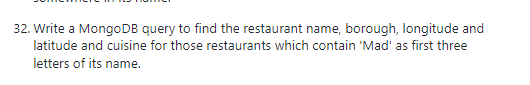 32. Write a MongoDB query to find the restaurant name, borough, longitude and
latitude and cuisine for those restaurants which contain 'Mad' as first three
letters of its name.